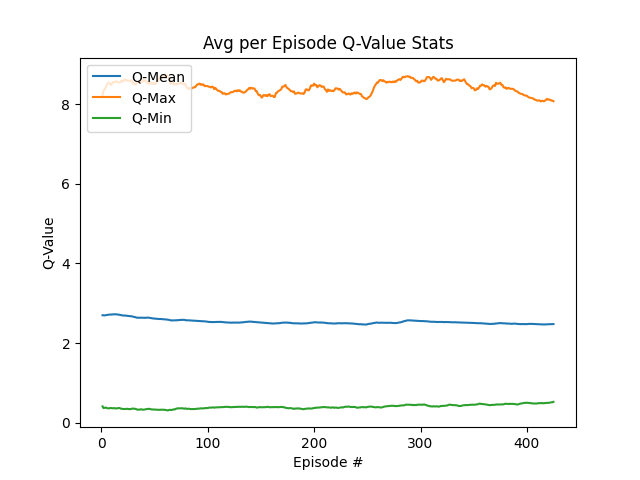 Avg per Episode Q-Value Stats
Q-Mean
Q-Max
Q-Min
Q-Value
8
6
4
2
0
0 100 200 300 400
Episode #